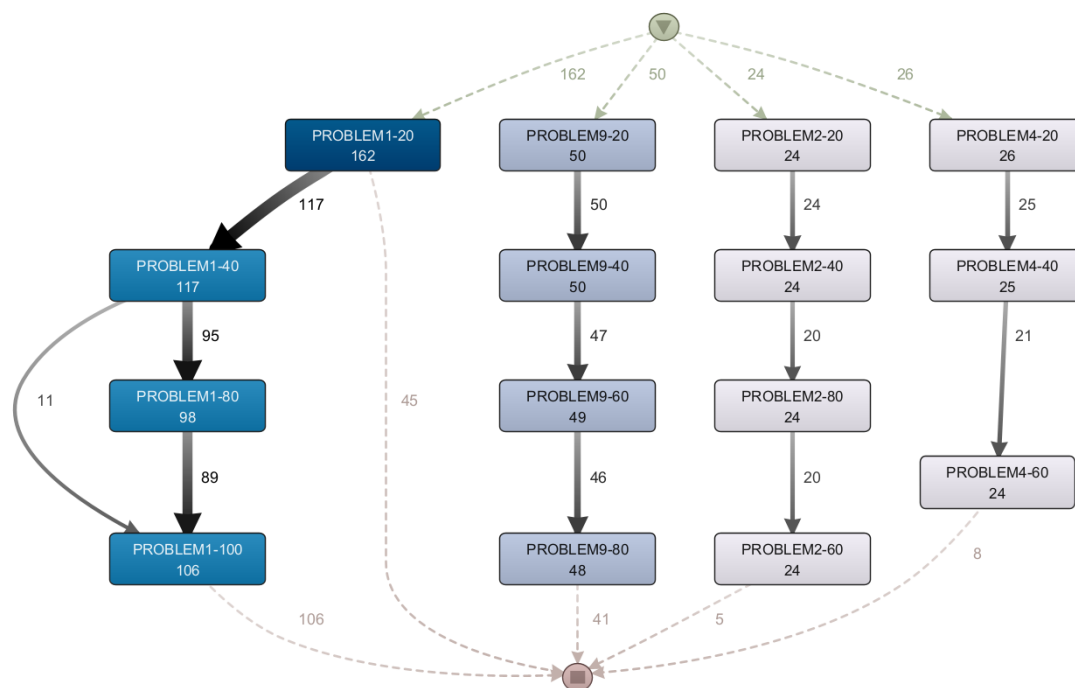 162
50
24
26
PROBLEM1-20
162
PROBLEM9-20
50
PROBLEM2-20
24
PROBLEM4-20
26
117
50
24
25
PROBLEM1-40
117
PROBLEM9-40
50
PROBLEM2-40
24
PROBLEM4-40
25
95
47
20
21
11
45
PROBLEM1-80
98
PROBLEM9-60
49
PROBLEM2-80
24
89
46
20
PROBLEM4-60
24
PROBLEM1-100
106
PROBLEM9-80
48
PROBLEM2-60
24
8
106
41
5